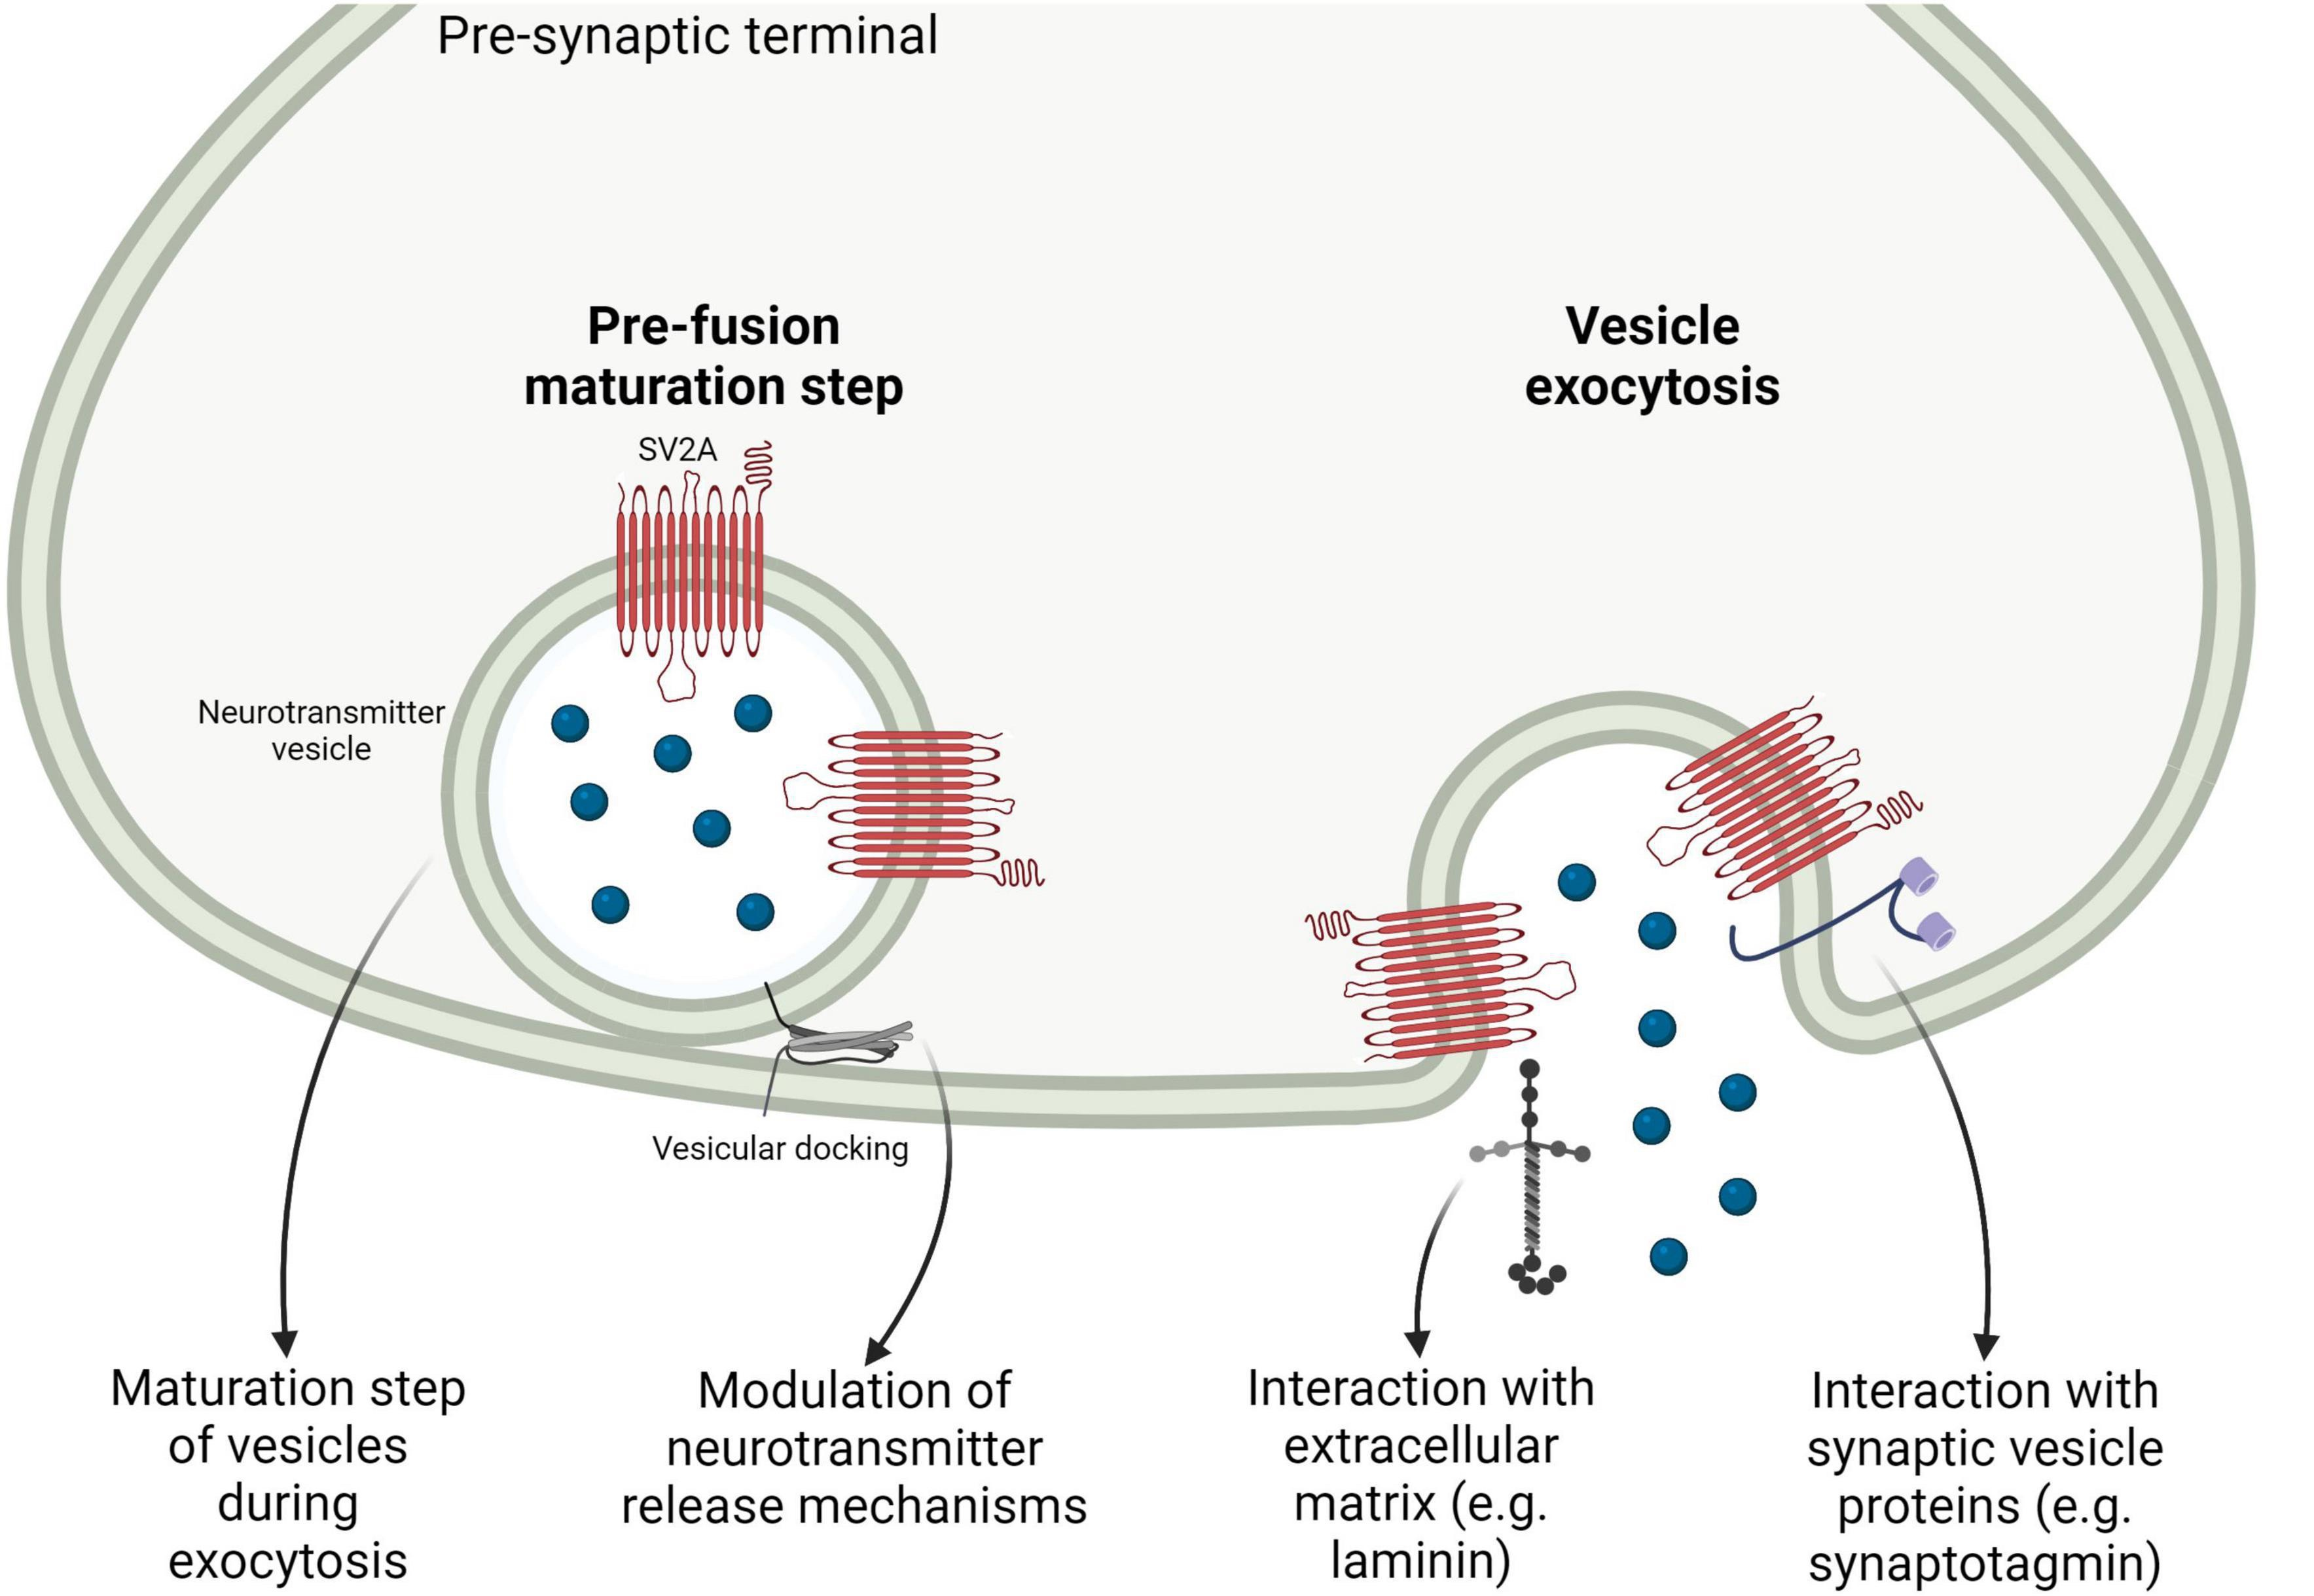 Pre-synaptic terminal
Pre-fusion
maturation step
Vesicle
exocytosis
SV2A
Neurotransmitter
vesicle
Vesicular docking
Maturation step
of vesicles
during
exocytosis
Modulation of
neurotransmitter
release mechanisms
Interaction with
extracellular
matrix (e.g.
laminin)
Interaction with
synaptic vesicle
proteins (e.g.
synaptotagmin)